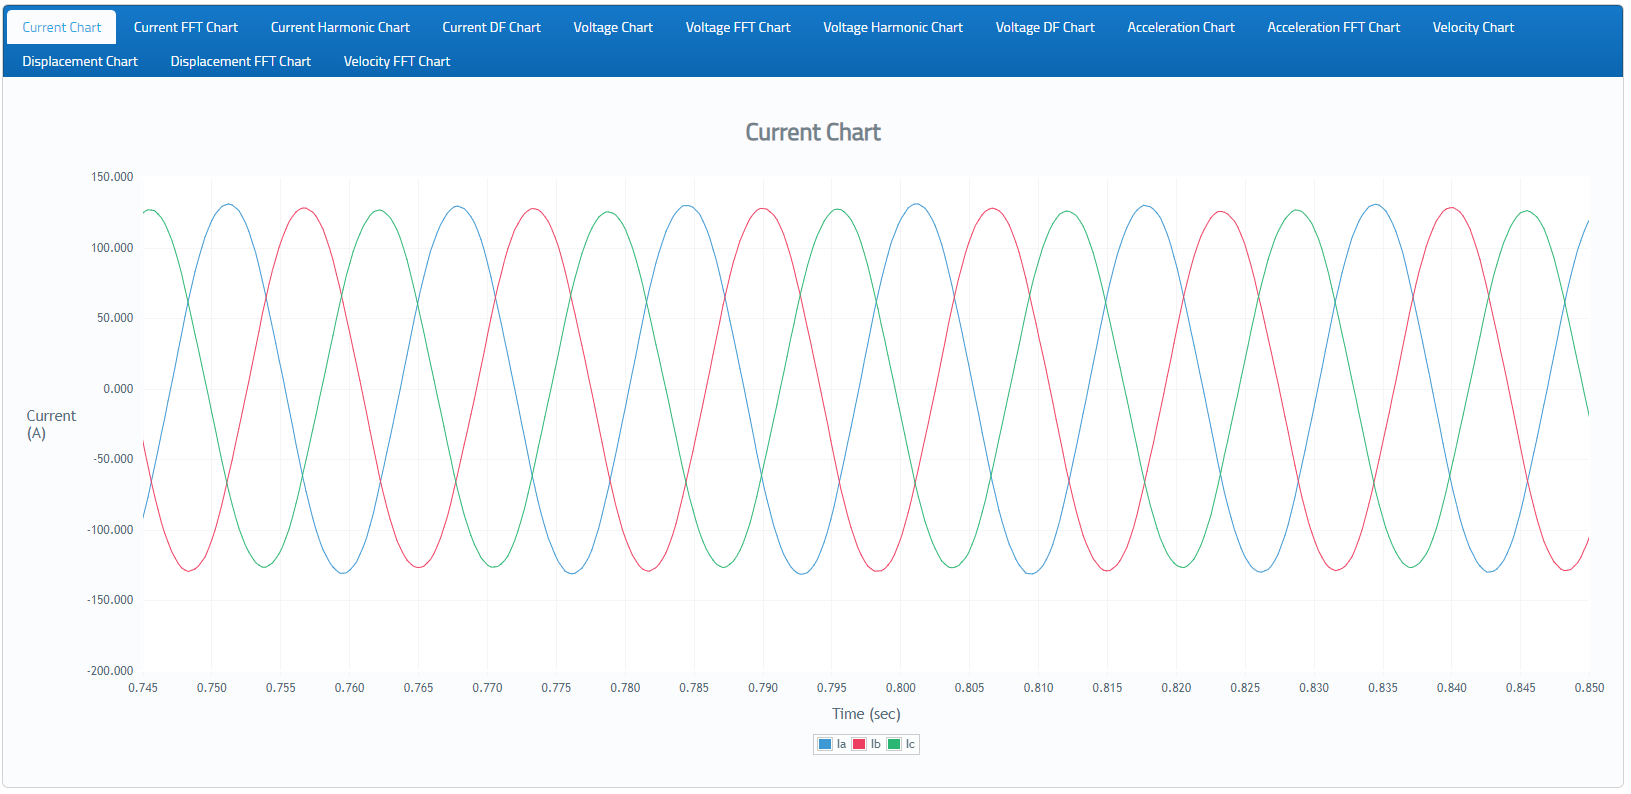 Current Chart Current FFT Chart Current Harmonic Chart Current DF Chart Voltage Chart Voltage FFT Chart Voltage Harmonic Chart Voltage DF Chart Acceleration Chart Acceleration FFT Chart Velocity Chart
Displacement Chart Displacement FFT Chart Velocity FFT Chart
Current Chart
150.000
100.000
50.000
0.000
Current
(A)
-50.000
-100.000
-150.000
-200.000
0.745 0.750 0.755 0.760 0.765 0.770 0.775 0.780 0.785 0.790 0.795 0.800 0.805 0.810 0.815 0.820 0.825 0.830 0.835 0.840 0.845 0.850
Time (sec)
Ia Ib Ic